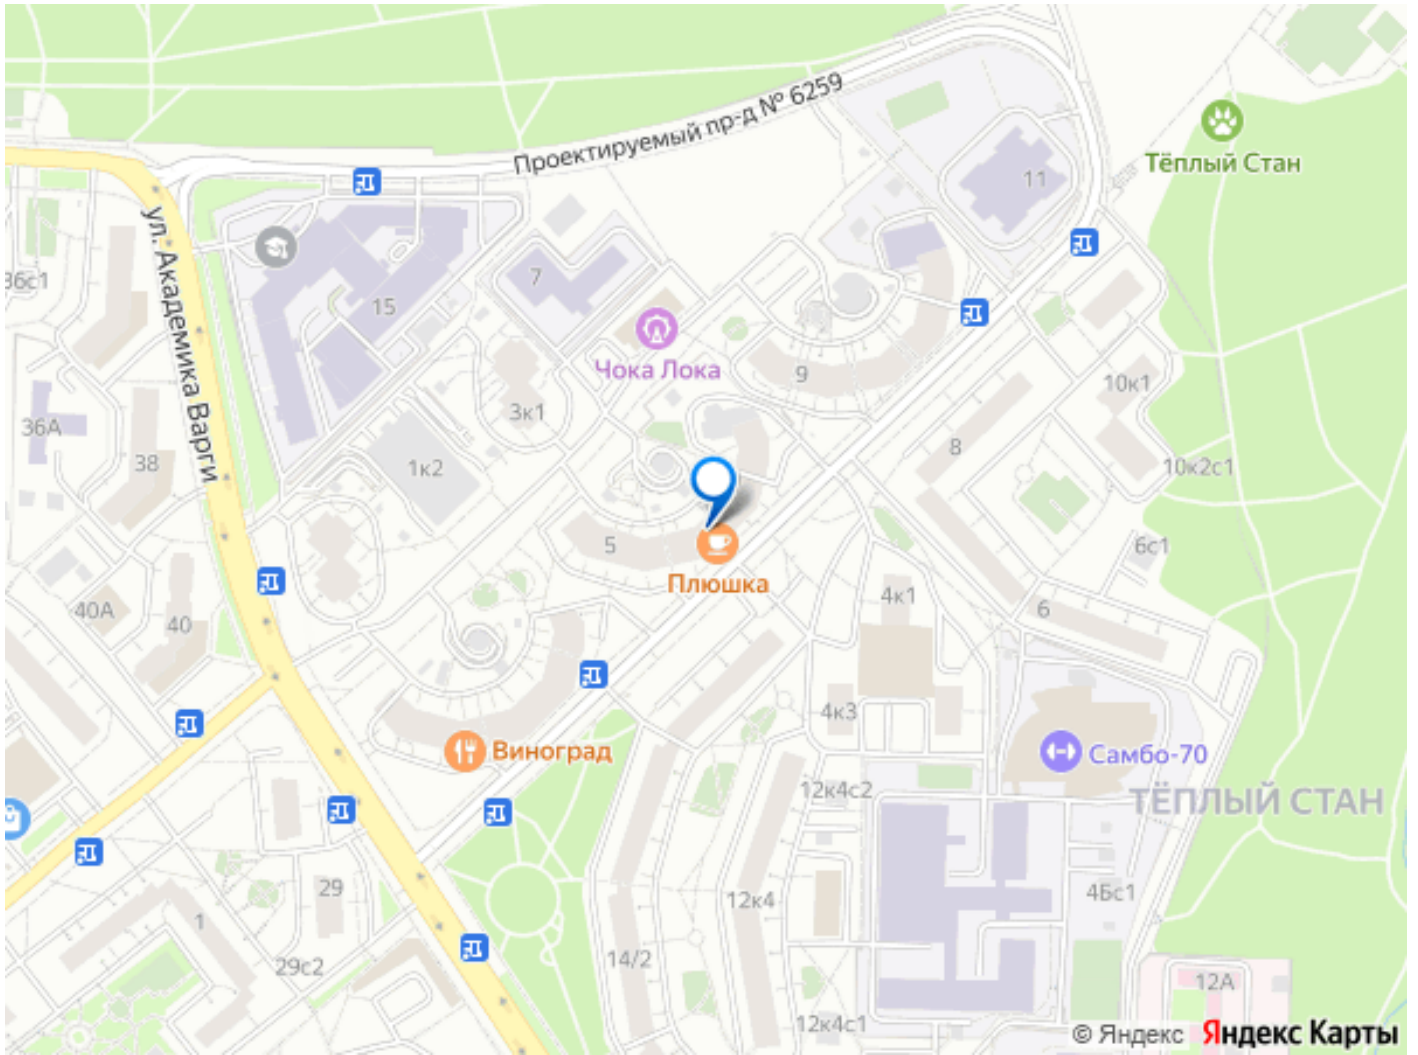 Проектируемый пр-д № 6259
Тёплый Стан
11
ул. Академика Варги
36с1
7
15
Чока Лока
9
10к1
3к1
36А
38
1к2
8
10к2с1
5
6с1
Плюшка
4к1
40А
40
6
4к3
Виноград
Самбо-70
12к4с2
ТЁПЛЫЙ СТАН
29
12к4
4Бс1
1
14/2
29с2
12А
12к4с1
© Яндекс Яндекс Карты